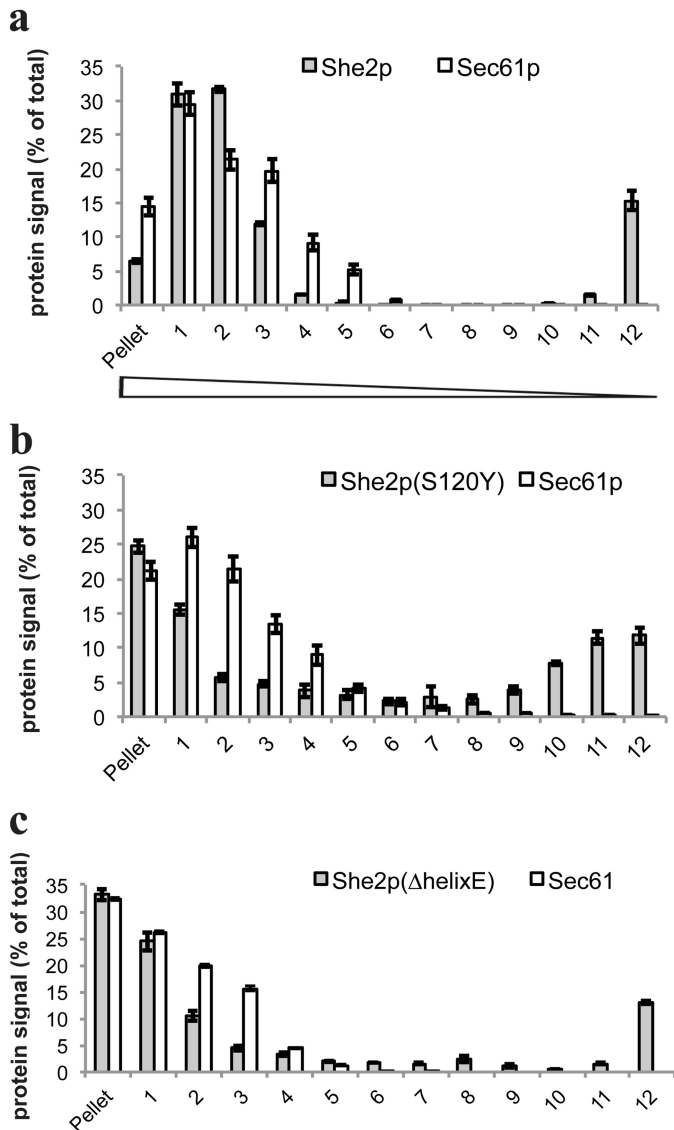 a
She2p Sec61p
protein signal (% of total)
35
30
25
20
15
10
5
0
Pellet 1 2 3 4 5 6 7 8 9 10 11 12
b
She2p(S120Y) Sec61p
protein signal (% of total)
35
30
25
20
15
10
5
0
Pellet 1 2 3 4 5 6 7 8 9 10 11 12
c
She2p(ΔhelixE) Sec61
protein signal (% of total)
35
30
25
20
15
10
5
0
Pellet 1 2 3 4 5 6 7 8 9 10 11 12